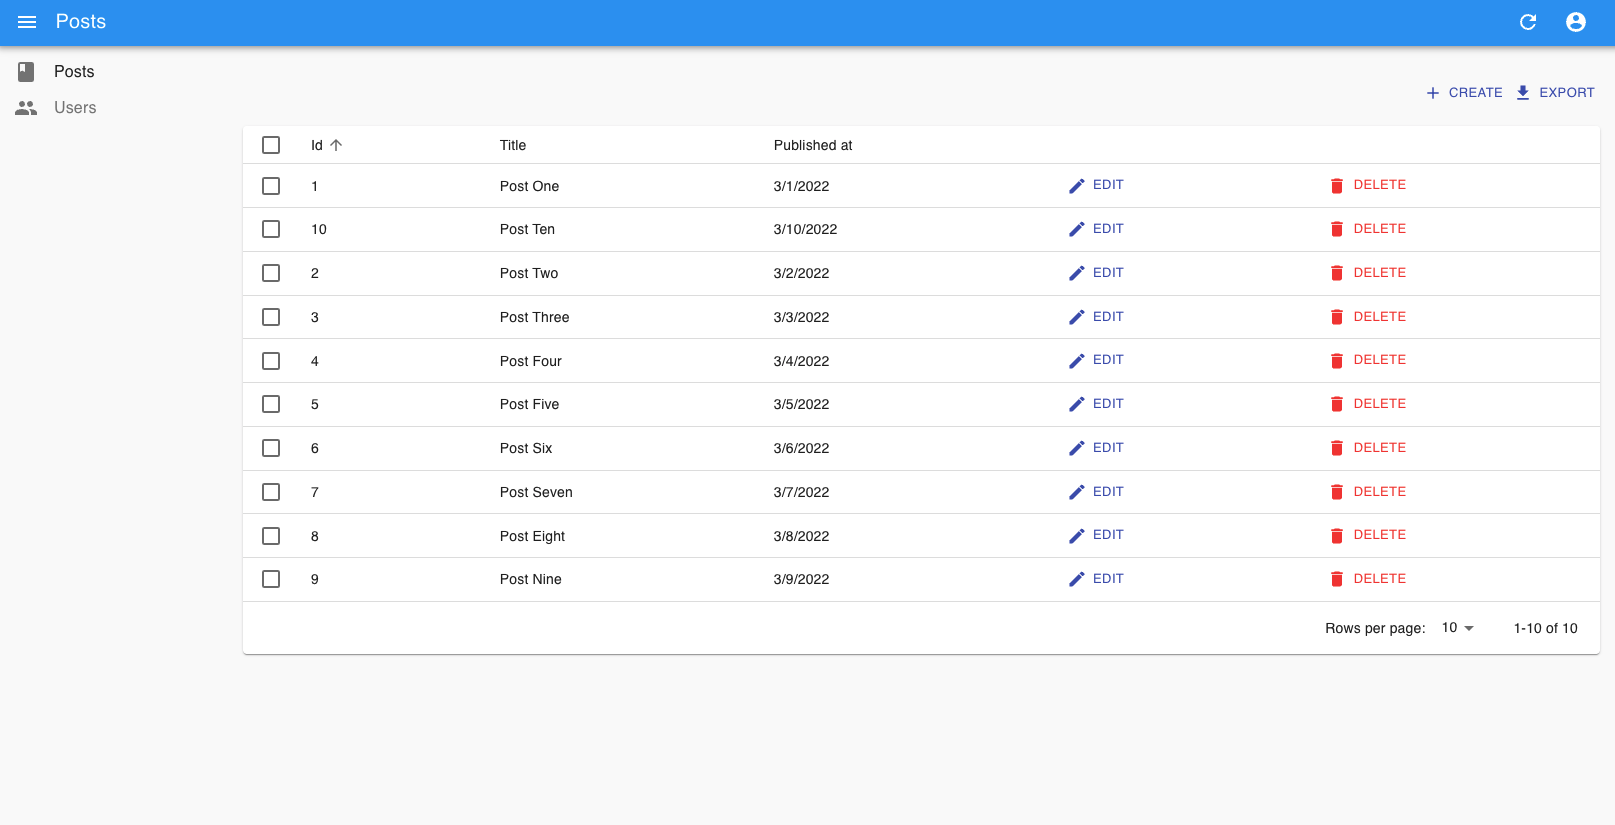 Posts
Posts
Users
CREATE EXPORT
Id Title Published at
1 Post One 3/1/2022 EDIT DELETE
10 Post Ten 3/10/2022 EDIT DELETE
2 Post Two 3/2/2022 EDIT DELETE
3 Post Three 3/3/2022 EDIT DELETE
4 Post Four 3/4/2022 EDIT DELETE
5 Post Five 3/5/2022 EDIT DELETE
6 Post Six 3/6/2022 EDIT DELETE
7 Post Seven 3/7/2022 EDIT DELETE
8 Post Eight 3/8/2022 EDIT DELETE
9 Post Nine 3/9/2022 EDIT DELETE
Rows per page: 10 1-10 of 10